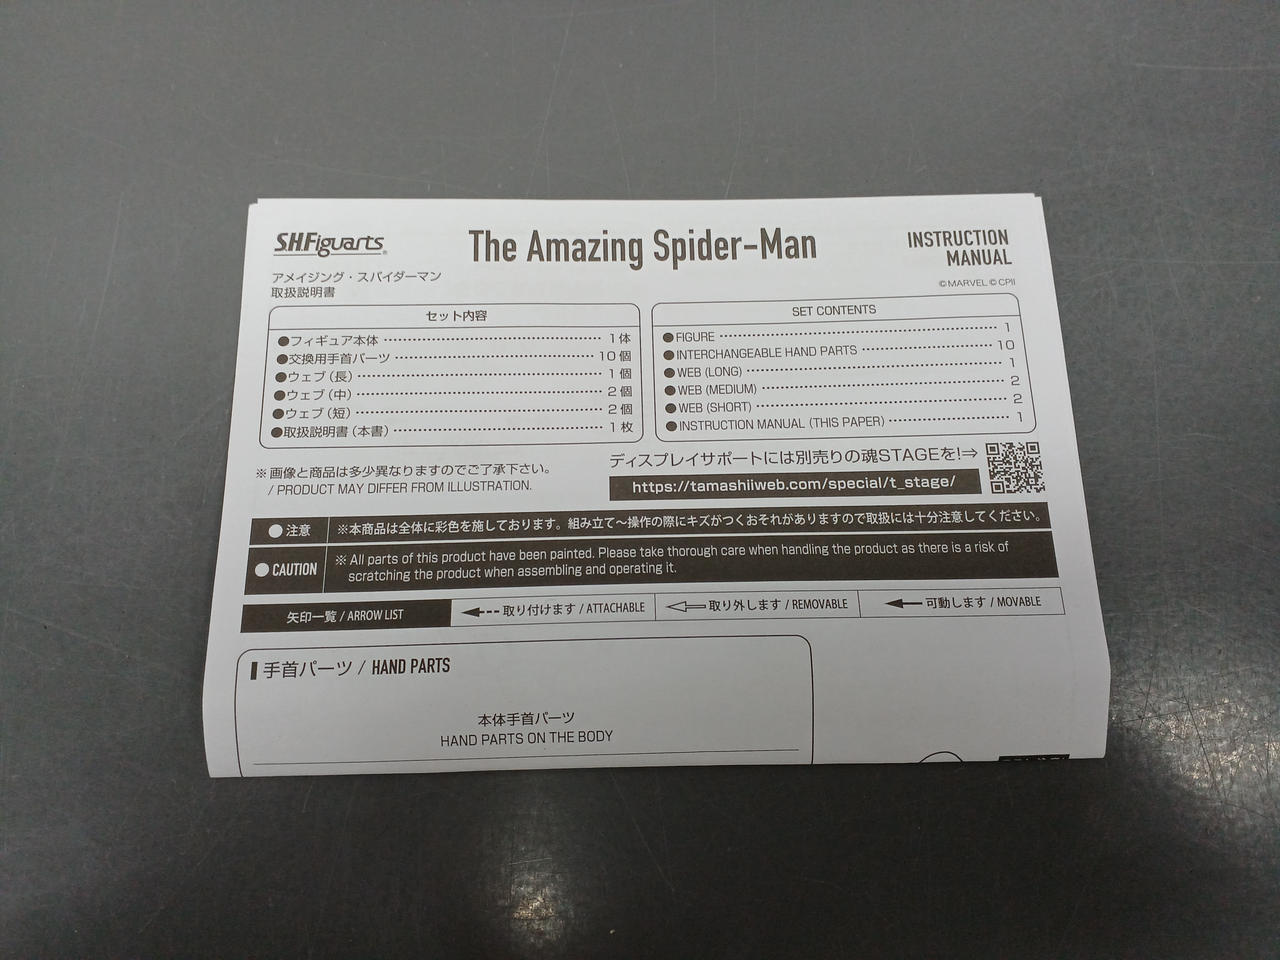 S.H.Figuarts
The Amazing Spider-Man
INSTRUCTION
MANUAL
アメイジング・スパイダーマン
取扱説明書
©MARVEL ©CPII
セット内容
●フィギュア本体 1体
●交換用手首パーツ 10個
●ウェブ（長） 1個
●ウェブ（中） 2個
●ウェブ（短） 2個
●取扱説明書（本書） 1枚
SET CONTENTS
●FIGURE 1
●INTERCHANGEABLE HAND PARTS 10
●WEB (LONG) 1
●WEB (MEDIUM) 2
●WEB (SHORT) 2
●INSTRUCTION MANUAL (THIS PAPER) 1
※画像と商品は多少異なりますのでご了承下さい。
/ PRODUCT MAY DIFFER FROM ILLUSTRATION.
ディスプレイサポートには別売りの魂STAGEを!⇒
https://tamashiiweb.com/special/t_stage/
●注意 ※本商品は全体に彩色を施しております。組み立て〜操作の際にキズがつくおそれがありますので取扱には十分注意してください。
●CAUTION ※All parts of this product have been painted. Please take thorough care when handling the product as there is a risk of
scratching the product when assembling and operating it.
矢印一覧 / ARROW LIST
取り付けます / ATTACHABLE
取り外します / REMOVABLE
可動します / MOVABLE
手首パーツ / HAND PARTS
本体手首パーツ
HAND PARTS ON THE BODY